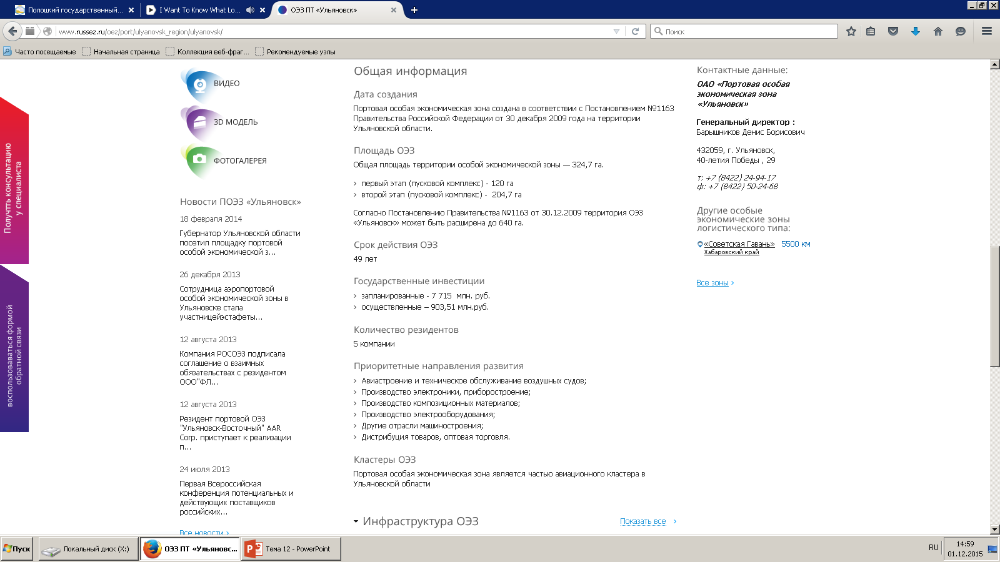 Полоцкий государственный...
I Want To Know What Lo...
ОЭЗ ПТ «Ульяновск»
www.russez.ru/oez/port/ulyanovsk_region/ulyanovsk/
Поиск
Часто посещаемые
Начальная страница
Коллекция веб-фраг...
Рекомендуемые узлы
Получтть консультацию
у специалиста
воспользоваваться формой
обратной связи
ВИДЕО
3D МОДЕЛЬ
ФОТОГАЛЕРЕЯ
Новости ПОЭЗ «Ульяновск»
18 февраля 2014
Губернатор Ульяновской области
посетил площадку портовой
особой экономической з...
26 декабря 2013
Сотрудница аэропортовой
особой экономической зоны в
Ульяновске стала
участницейэстафеты...
12 августа 2013
Компания РОСОЭЗ подписала
соглашение о взаимных
обязательствах с резидентом
ООО"ФЛ...
12 августа 2013
Резидент портовой ОЭЗ
"Ульяновск-Восточный" AAR
Corp. приступает к реализации
п...
24 июля 2013
Первая Всероссийская
конференция потенциальных и
действующих поставщиков
российских...
Все новости ›
Общая информация
Дата создания
Портовая особая экономическая зона создана в соответствии с Постановлением №1163
Правительства Российской Федерации от 30 декабря 2009 года на территории
Ульяновской области.
Площадь ОЭЗ
Общая площадь территории особой экономической зоны — 324,7 га.
› первый этап (пусковой комплекс) - 120 га
› второй этап (пусковой комплекс) - 204,7 га
Согласно Постановлению Правительства №1163 от 30.12.2009 территория ОЭЗ
«Ульяновск» может быть расширена до 640 га.
Срок действия ОЭЗ
49 лет
Государственные инвестиции
› запланированные - 7 715 млн. руб.
› осуществленные – 903,51 млн.руб.
Количество резидентов
5 компании
Приоритетные направления развития
› Авиастроение и техническое обслуживание воздушных судов;
› Производство электроники, приборостроение;
› Производство композиционных материалов;
› Производство электрооборудования;
› Другие отрасли машиностроения;
› Дистрибуция товаров, оптовая торговля.
Кластеры ОЭЗ
Портовая особая экономическая зона является частью авиационного кластера в
Ульяновской области
Инфраструктура ОЭЗ
Показать все ›
Контактные данные:
ОАО «Портовая особая
экономическая зона
«Ульяновск»
Генеральный директор :
Барышников Денис Борисович
432059, г. Ульяновск,
40-летия Победы , 29
т: +7 (8422) 24-94-17
ф: +7 (8422) 50-24-68
Другие особые
экономические зоны
логистического типа:
«Советская Гавань» 5500 км
Хабаровский край
Все зоны ›
Пуск
Локальный диск (X:)
ОЭЗ ПТ «Ульяновс...
Тема 12 - PowerPoint
RU
14:59
01.12.2015